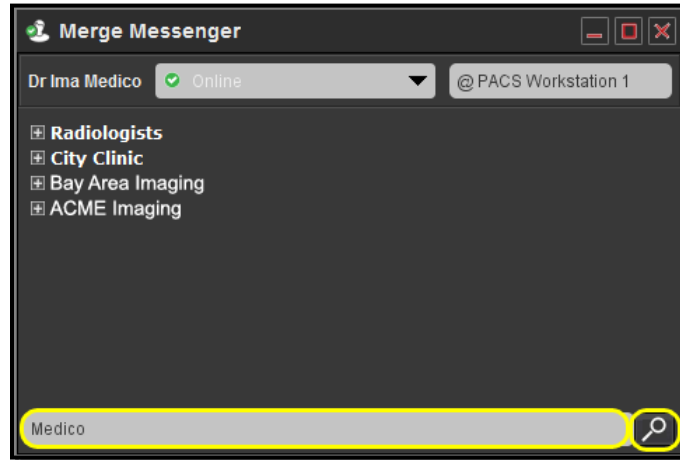 Merge Messenger
Dr Ima Medico Online @ PACS Workstation 1
Radiologists
City Clinic
Bay Area Imaging
ACME Imaging
Medico